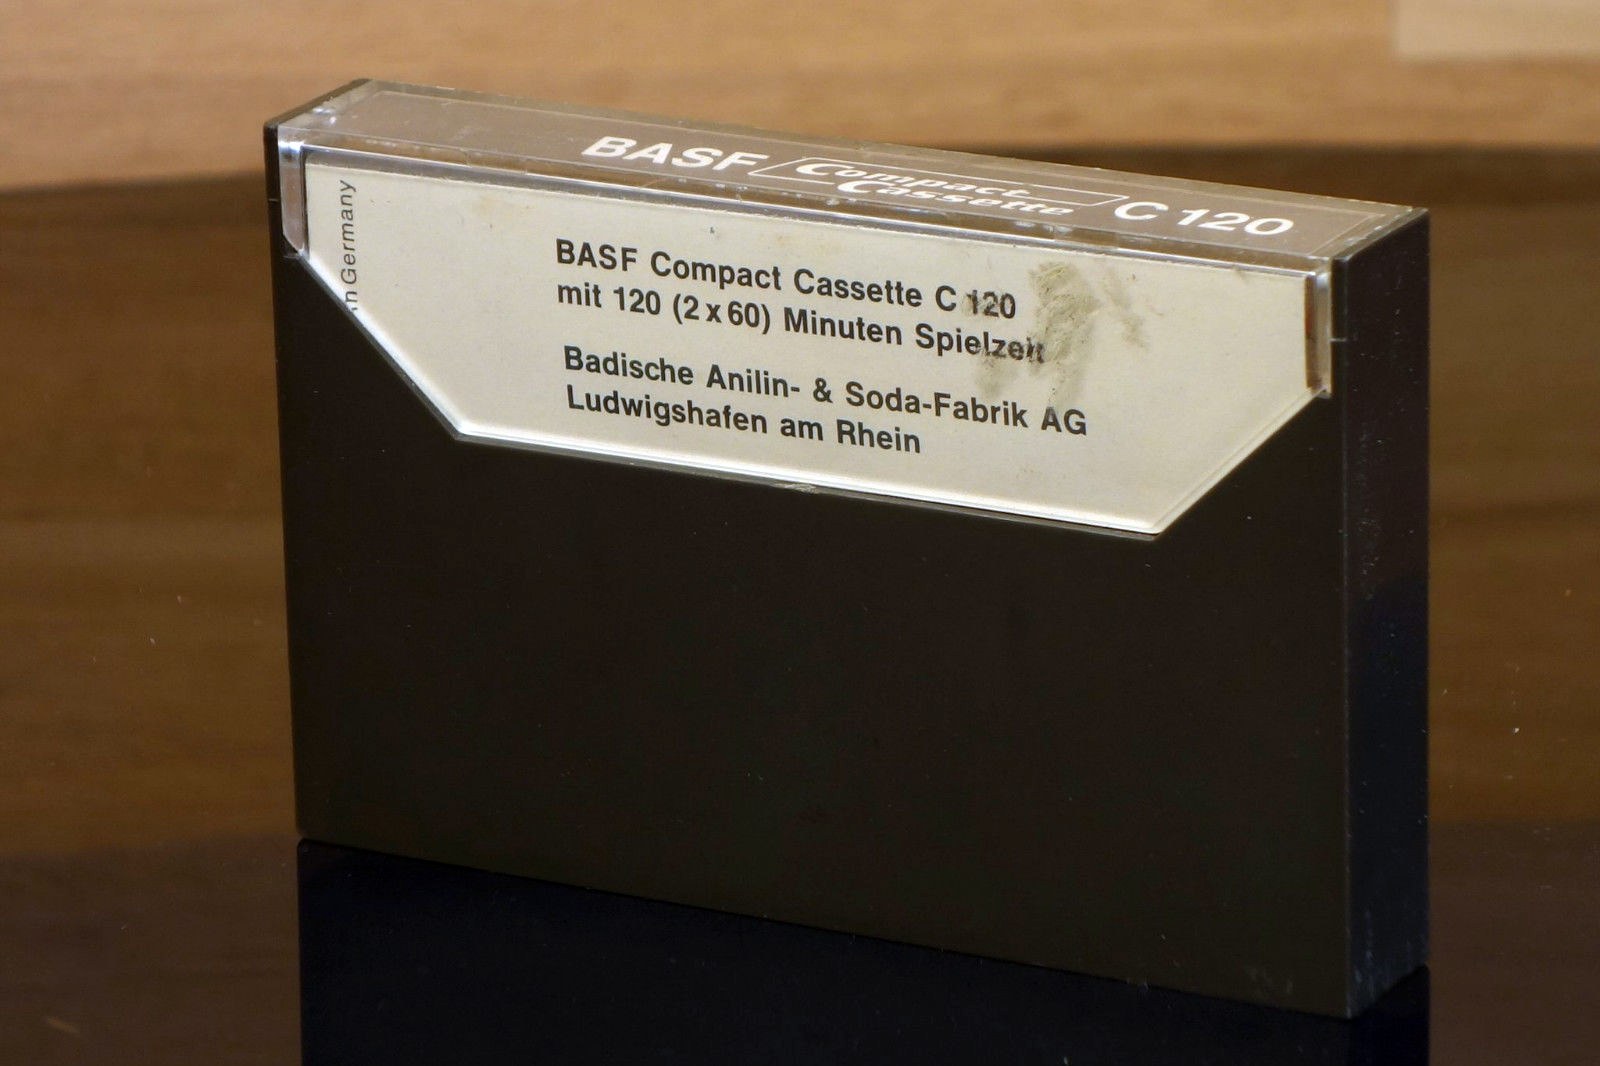 BASF Compact Cassette C 120
n Germany
BASF Compact Cassette C 120
mit 120 (2 x 60) Minuten Spielzeit
Badische Anilin- & Soda-Fabrik AG
Ludwigshafen am Rhein